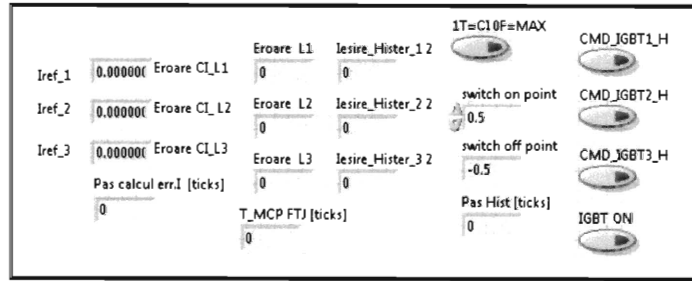 1T=C10F=MAX
Eroare L1 Iesire_Hister_1 2 CMD_IGBT1_H
Iref_1 0.000000 Eroare CI_L1 0 0
Eroare L2 Iesire_Hister_2 2 switch on point CMD_IGBT2_H
Iref_2 0.000000 Eroare CI_L2 0 0 0.5
Iref_3 0.000000 Eroare CI_L3 Eroare L3 Iesire_Hister_3 2 switch off point CMD_IGBT3_H
0 0 -0.5
Pas calcul err.I [ticks] Pas Hist [ticks]
0 T_MCP FTJ [ticks] 0 IGBT ON
0